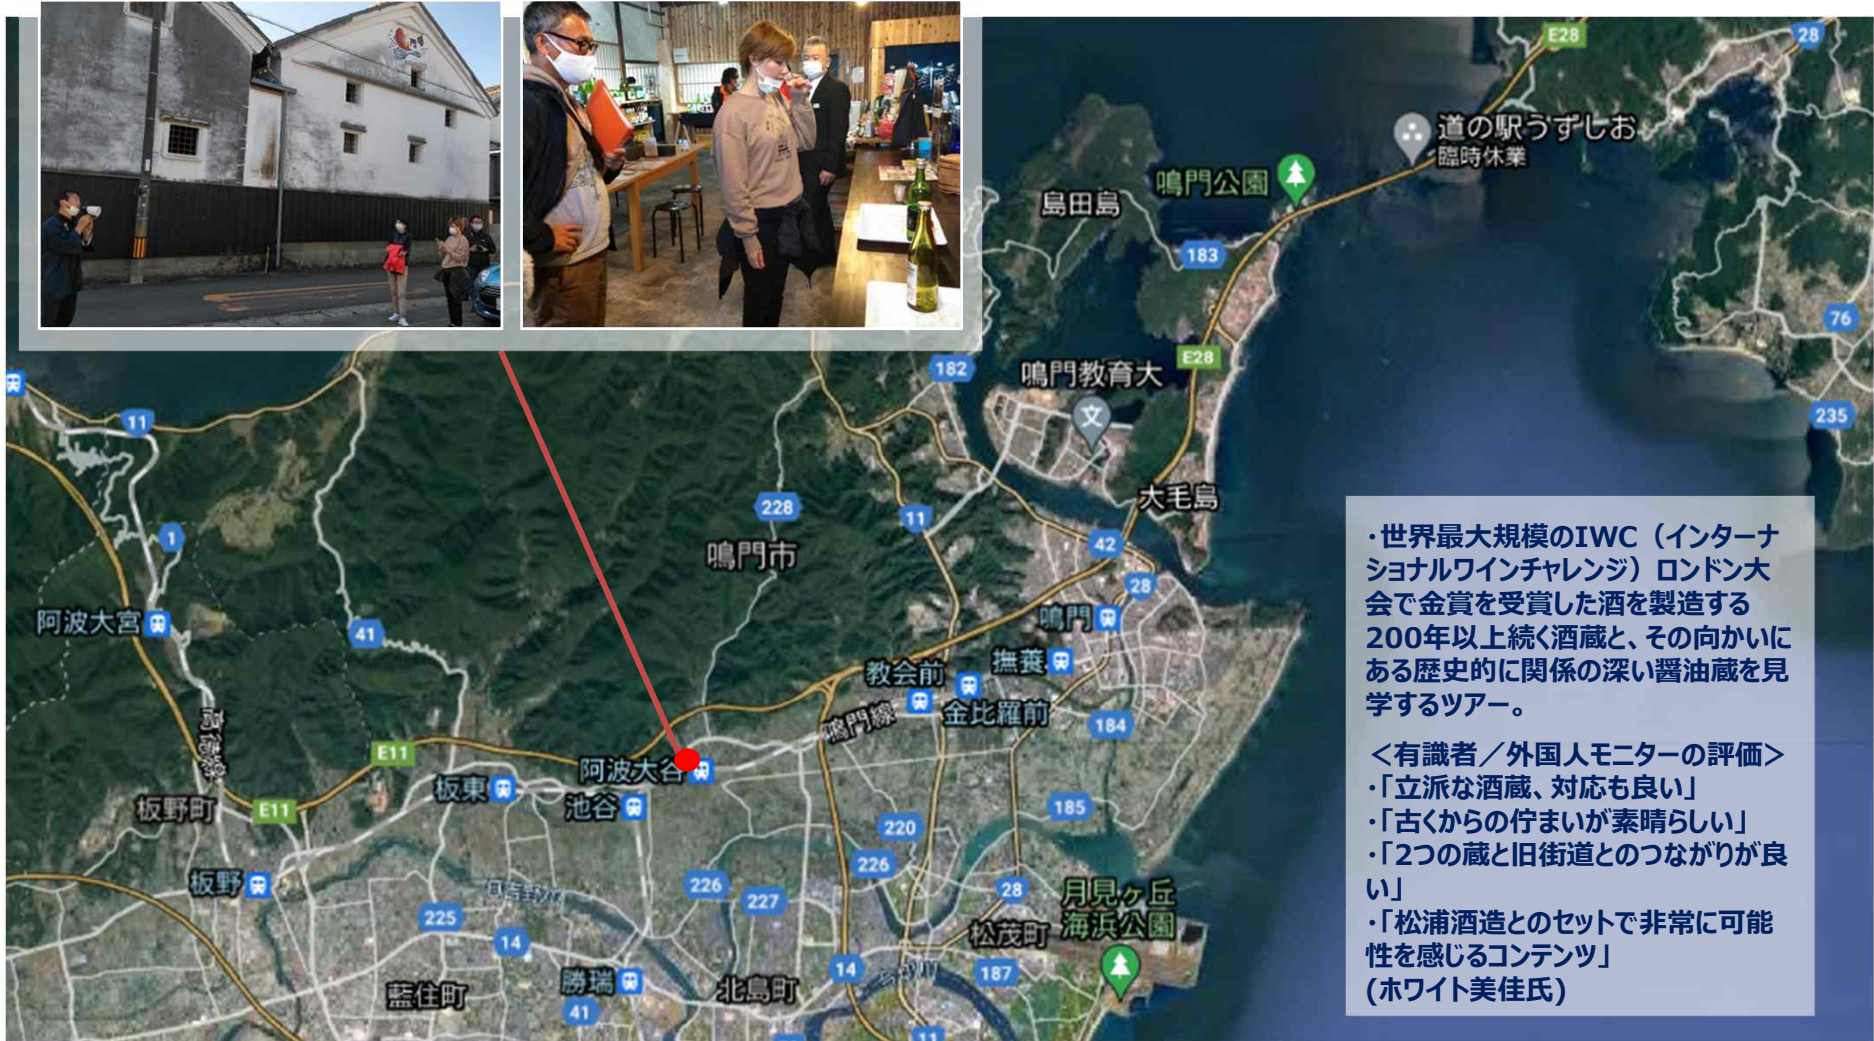 E28
28
道の駅うずしお
臨時休業
鳴門公園
島田島
183
76
E28
182
鳴門教育大
文
235
11
大毛島
228
11
鳴門市
42
1
28
阿波大宮
41
鳴門
撫養
教会前
金比羅前
鳴門線
184
高徳線
E11
阿波大谷
板東
池谷
板野町
E11
185
220
226
板野
226
227
28
225
月見ヶ丘
海浜公園
14
松茂町
14
187
勝瑞
北島町
藍住町
41
11
・世界最大規模のIWC（インターナ
ショナルワインチャレンジ）ロンドン大
会で金賞を受賞した酒を製造する
200年以上続く酒蔵と、その向かいに
ある歴史的に関係の深い醤油蔵を見
学するツアー。
＜有識者／外国人モニターの評価＞
・「立派な酒蔵、対応も良い」
・「古くからの佇まいが素晴らしい」
・「2つの蔵と旧街道とのつながりが良
い」
・「松浦酒造とのセットで非常に可能
性を感じるコンテンツ」
(ホワイト美佳氏)